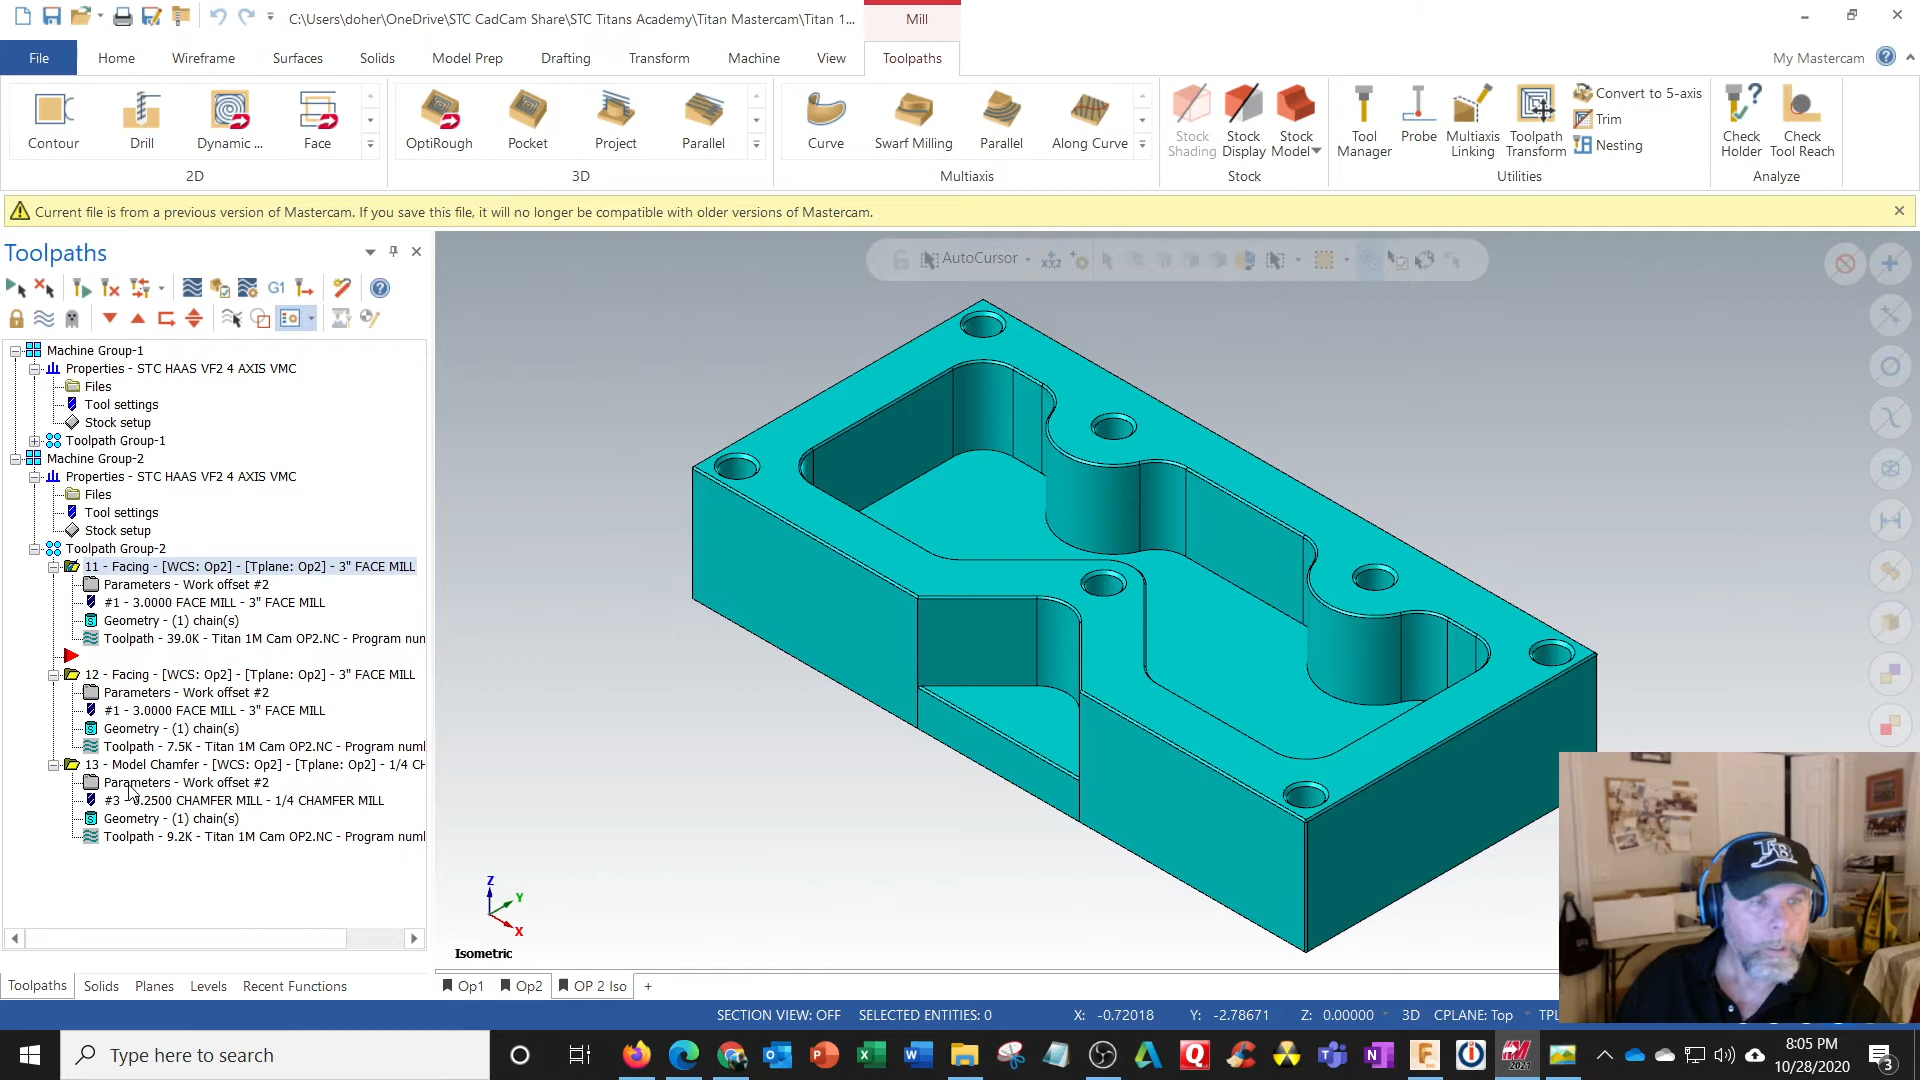 C:\Users\doher\OneDrive\STC CadCam Share\STC Titans Academy\Titan Mastercam\Titan 1...
Mill
File
Home
Wireframe
Surfaces
Solids
Model Prep
Drafting
Transform
Machine
View
Toolpaths
My Mastercam
Contour
Drill
Dynamic ...
Face
2D
OptiRough
Pocket
Project
Parallel
3D
Curve
Swarf Milling
Parallel
Along Curve
Multiaxis
Stock Shading
Stock Display
Stock Model
Stock
Tool Manager
Probe
Multiaxis Linking
Toolpath Transform
Convert to 5-axis
Trim
Nesting
Utilities
Check Holder
Check Tool Reach
Analyze
Current file is from a previous version of Mastercam. If you save this file, it will no longer be compatible with older versions of Mastercam.
Toolpaths
AutoCursor
G1
Machine Group-1
Properties - STC HAAS VF2 4 AXIS VMC
Files
Tool settings
Stock setup
Toolpath Group-1
Machine Group-2
Properties - STC HAAS VF2 4 AXIS VMC
Files
Tool settings
Stock setup
Toolpath Group-2
11 - Facing - [WCS: Op2] - [Tplane: Op2] - 3" FACE MILL
Parameters - Work offset #2
#1 - 3.0000 FACE MILL - 3" FACE MILL
Geometry - (1) chain(s)
Toolpath - 39.0K - Titan 1M Cam OP2.NC - Program num
12 - Facing - [WCS: Op2] - [Tplane: Op2] - 3" FACE MILL
Parameters - Work offset #2
#1 - 3.0000 FACE MILL - 3" FACE MILL
Geometry - (1) chain(s)
Toolpath - 7.5K - Titan 1M Cam OP2.NC - Program num
13 - Model Chamfer - [WCS: Op2] - [Tplane: Op2] - 1/4 CH
Parameters - Work offset #2
#3 - 0.2500 CHAMFER MILL - 1/4 CHAMFER MILL
Geometry - (1) chain(s)
Toolpath - 9.2K - Titan 1M Cam OP2.NC - Program num
Z
Y
X
Isometric
TB
Toolpaths
Solids
Planes
Levels
Recent Functions
Op1
Op2
OP 2 Iso
+
SECTION VIEW: OFF
SELECTED ENTITIES: 0
X: -0.72018
Y: -2.78671
Z: 0.00000
3D
CPLANE: Top
TPL
Type here to search
2021
8:05 PM
10/28/2020
3